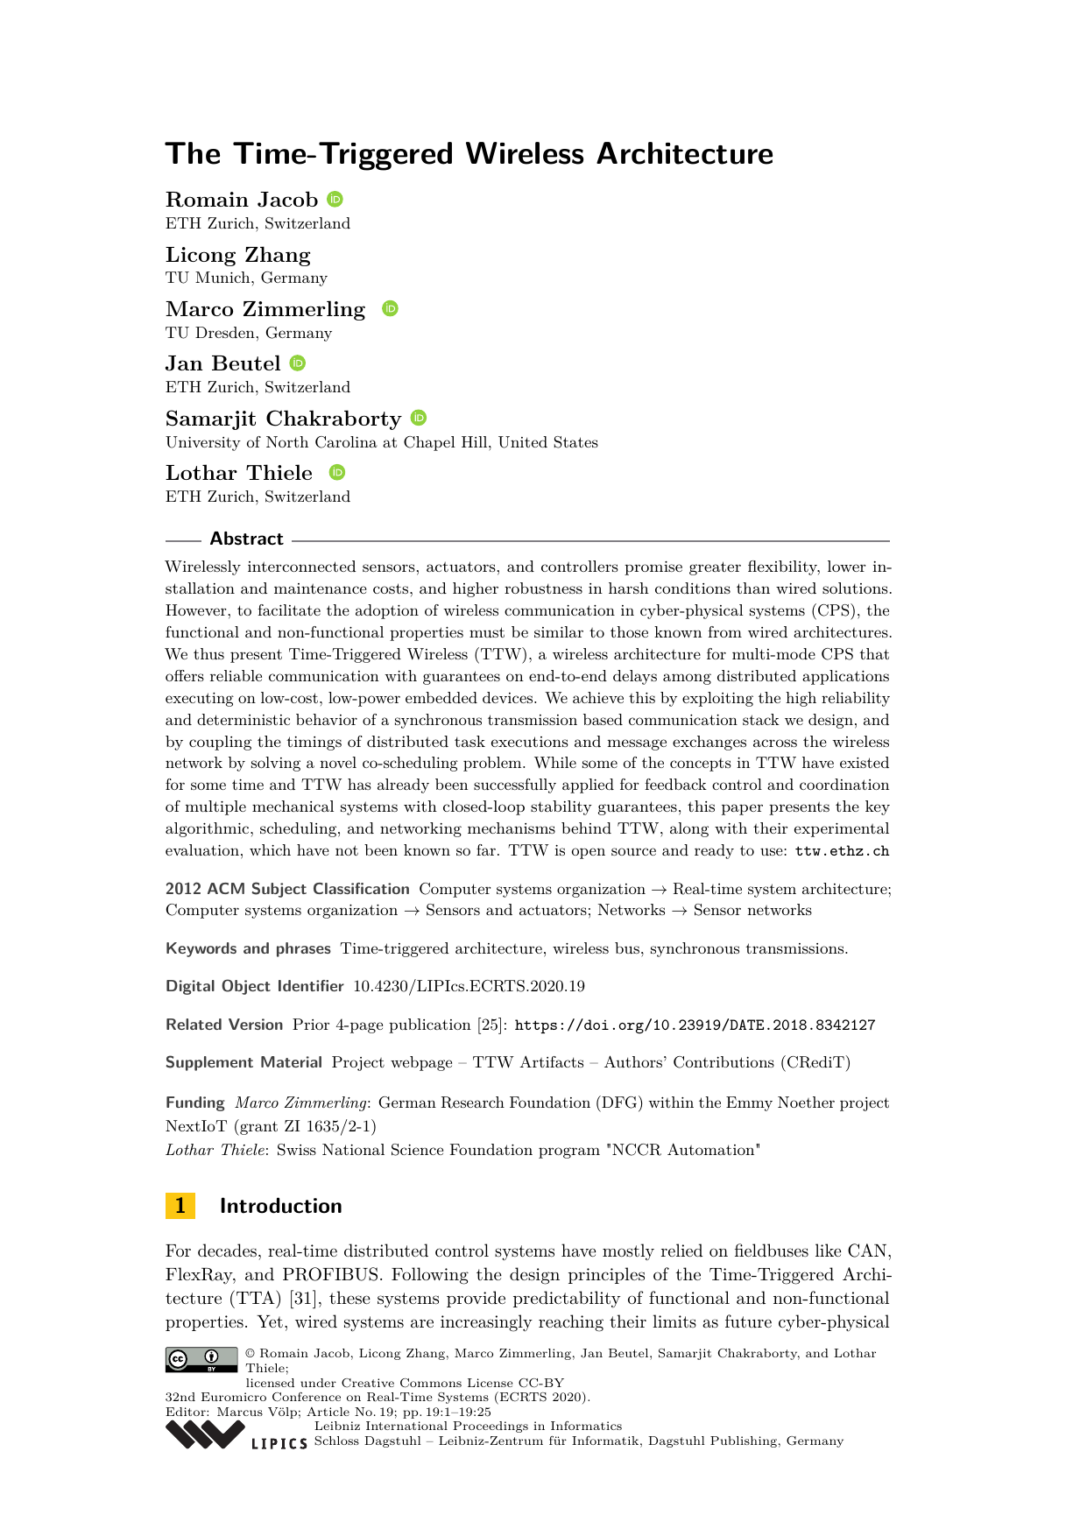 The Time-Triggered Wireless Architecture
Romain Jacob
ETH Zurich, Switzerland
Licong Zhang
TU Munich, Germany
Marco Zimmerling
TU Dresden, Germany
Jan Beutel
ETH Zurich, Switzerland
Samarjit Chakraborty
University of North Carolina at Chapel Hill, United States
Lothar Thiele
ETH Zurich, Switzerland
Abstract
Wirelessly interconnected sensors, actuators, and controllers promise greater flexibility, lower in-
stallation and maintenance costs, and higher robustness in harsh conditions than wired solutions.
However, to facilitate the adoption of wireless communication in cyber-physical systems (CPS), the
functional and non-functional properties must be similar to those known from wired architectures.
We thus present Time-Triggered Wireless (TTW), a wireless architecture for multi-mode CPS that
offers reliable communication with guarantees on end-to-end delays among distributed applications
executing on low-cost, low-power embedded devices. We achieve this by exploiting the high reliability
and deterministic behavior of a synchronous transmission based communication stack we design, and
by coupling the timings of distributed task executions and message exchanges across the wireless
network by solving a novel co-scheduling problem. While some of the concepts in TTW have existed
for some time and TTW has already been successfully applied for feedback control and coordination
of multiple mechanical systems with closed-loop stability guarantees, this paper presents the key
algorithmic, scheduling, and networking mechanisms behind TTW, along with their experimental
evaluation, which have not been known so far. TTW is open source and ready to use: ttw.ethz.ch
2012 ACM Subject Classification Computer systems organization → Real-time system architecture;
Computer systems organization → Sensors and actuators; Networks → Sensor networks
Keywords and phrases Time-triggered architecture, wireless bus, synchronous transmissions.
Digital Object Identifier 10.4230/LIPIcs.ECRTS.2020.19
Related Version Prior 4-page publication [25]: https://doi.org/10.23919/DATE.2018.8342127
Supplement Material Project webpage – TTW Artifacts – Authors' Contributions (CRediT)
Funding Marco Zimmerling: German Research Foundation (DFG) within the Emmy Noether project
NextIoT (grant ZI 1635/2-1)
Lothar Thiele: Swiss National Science Foundation program "NCCR Automation"
1 Introduction
For decades, real-time distributed control systems have mostly relied on fieldbuses like CAN,
FlexRay, and PROFIBUS. Following the design principles of the Time-Triggered Archi-
tecture (TTA) [31], these systems provide predictability of functional and non-functional
properties. Yet, wired systems are increasingly reaching their limits as future cyber-physical
© Romain Jacob, Licong Zhang, Marco Zimmerling, Jan Beutel, Samarjit Chakraborty, and Lothar
Thiele;
licensed under Creative Commons License CC-BY
32nd Euromicro Conference on Real-Time Systems (ECRTS 2020).
Editor: Marcus Völp; Article No. 19; pp. 19:1–19:25
Leibniz International Proceedings in Informatics
LIPICS Schloss Dagstuhl – Leibniz-Zentrum für Informatik, Dagstuhl Publishing, Germany